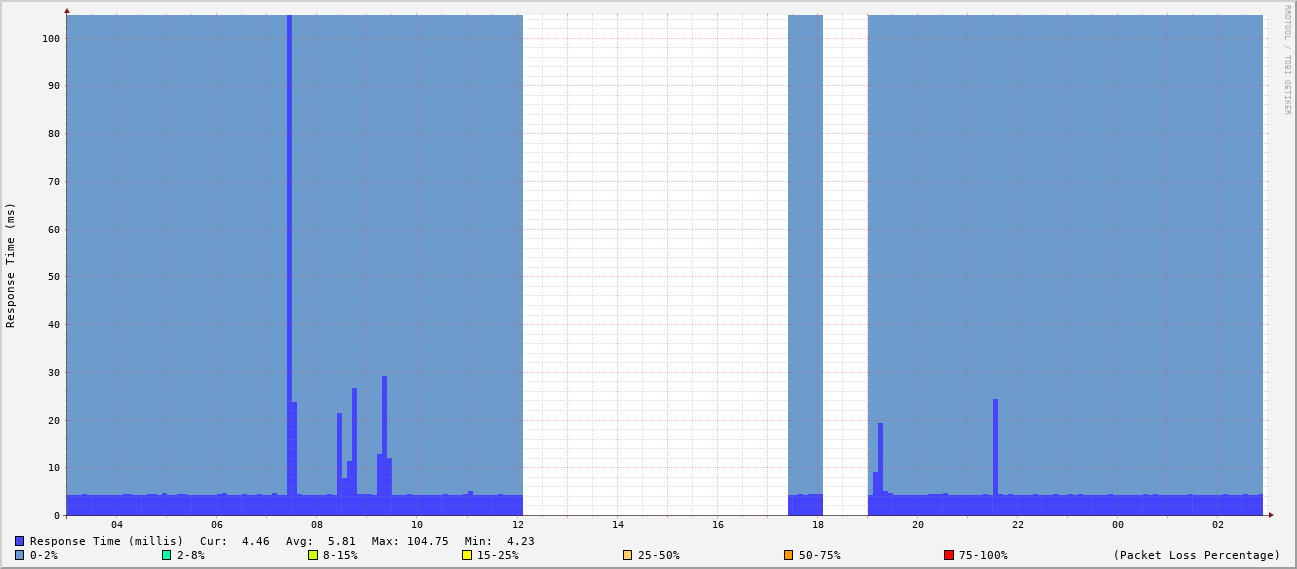 RRDTOOL / TOBI OETIKER
Response Time (ms)
100
90
80
70
60
50
40
30
20
10
0
04 06 08 10 12 14 16 18 20 22 00 02
Response Time (millis) Cur: 4.46 Avg: 5.81 Max: 104.75 Min: 4.23
0-2% 2-8% 8-15% 15-25% 25-50% 50-75% 75-100% (Packet Loss Percentage)